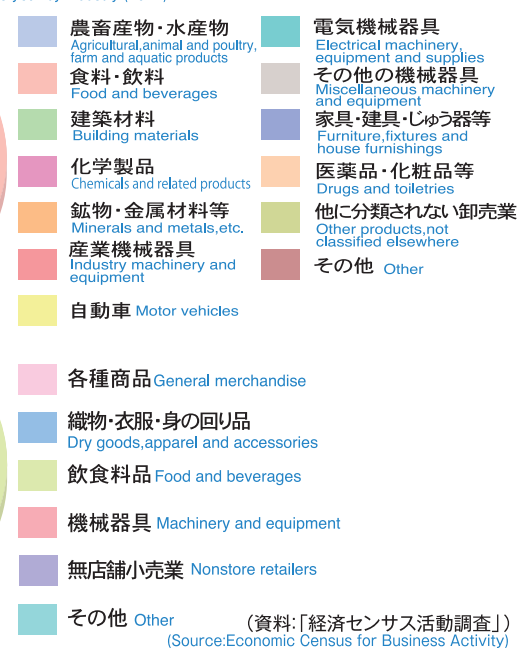 農畜産物・水産物
Agricultural,animal and poultry,
farm and aquatic products
食料・飲料
Food and beverages
建築材料
Building materials
化学製品
Chemicals and related products
鉱物・金属材料等
Minerals and metals,etc.
産業機械器具
Industry machinery and
equipment
自動車 Motor vehicles
電気機械器具
Electrical machinery,
equipment and supplies
その他の機械器具
Miscellaneous machinery
and equipment
家具・建具・じゅう器等
Furniture,fixtures and
house furnishings
医薬品・化粧品等
Drugs and toiletries
他に分類されない卸売業
Other products,not
classified elsewhere
その他 Other
各種商品 General merchandise
織物・衣服・身の回り品
Dry goods,apparel and accessories
飲食料品 Food and beverages
機械器具 Machinery and equipment
無店舗小売業 Nonstore retailers
その他 Other
（資料：「経済センサス活動調査」）
(Source:Economic Census for Business Activity)